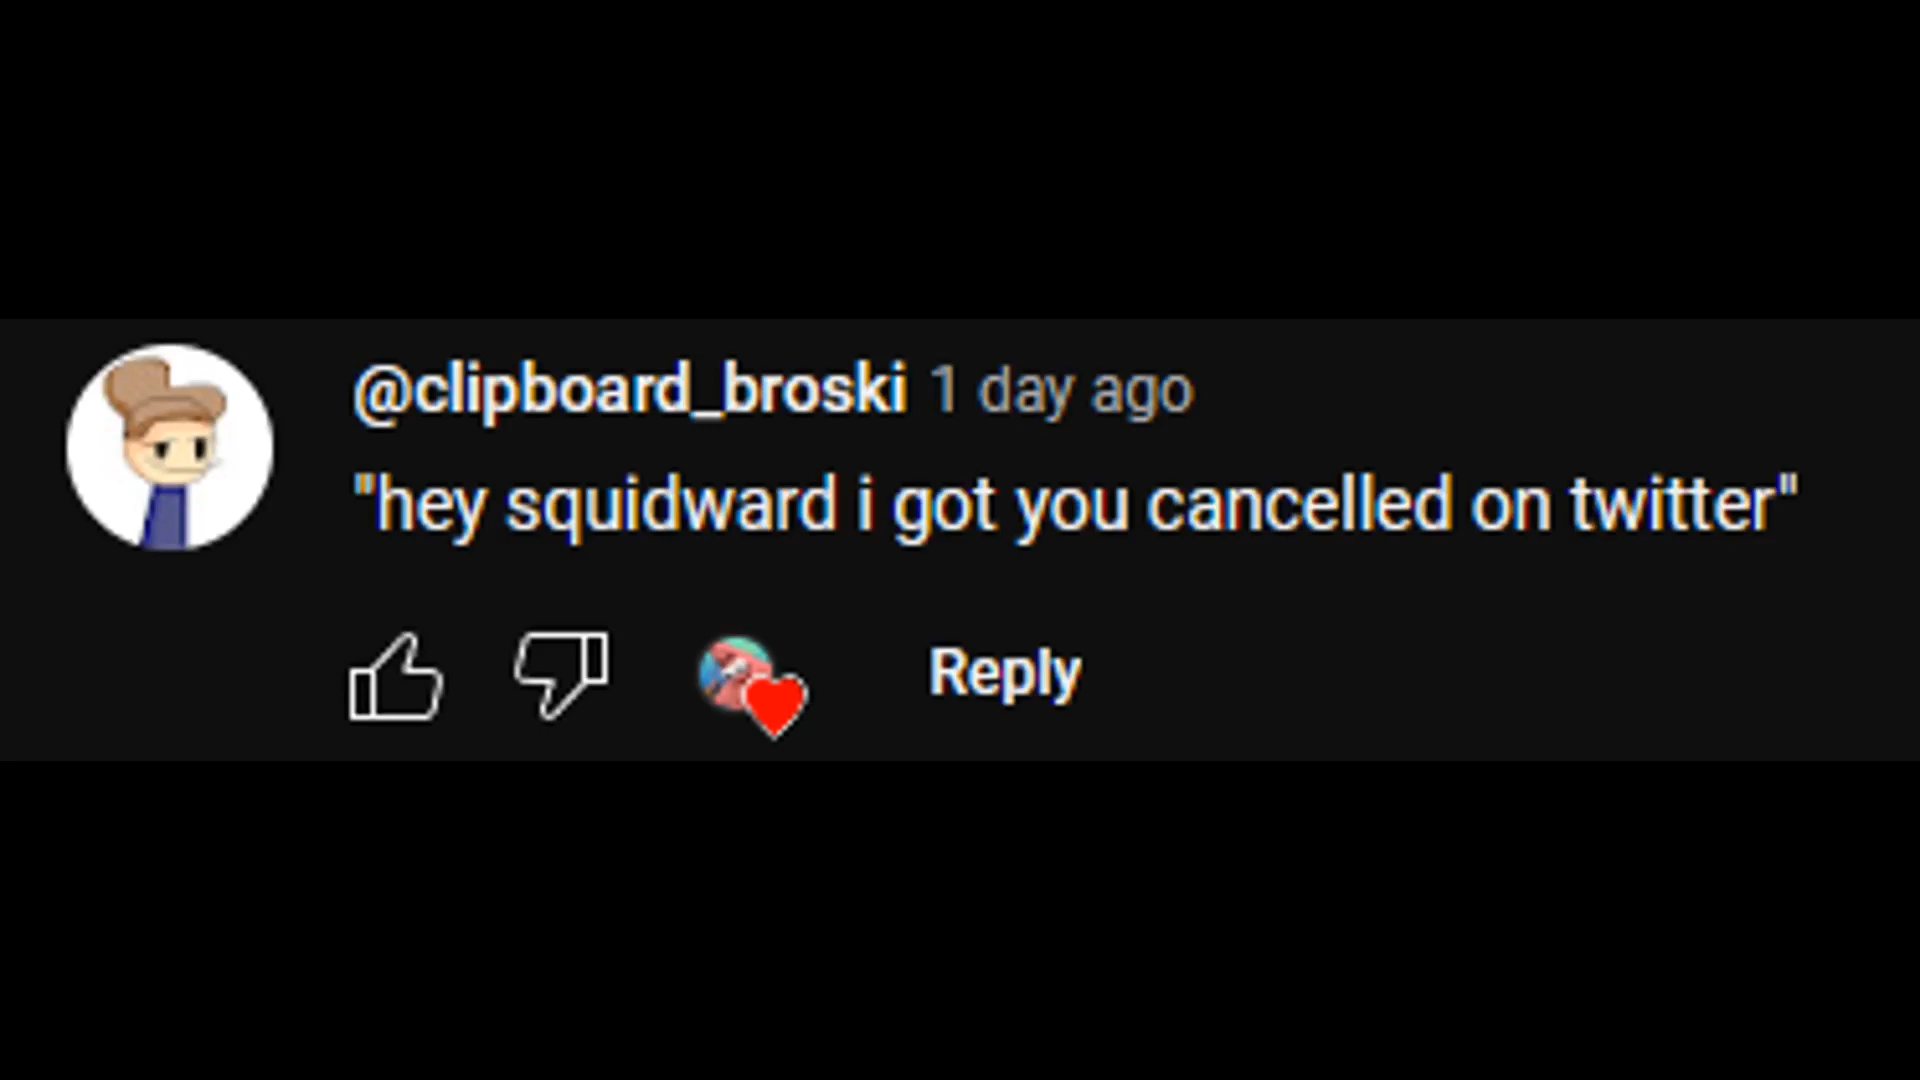 @clipboard_broski 1 day ago
"hey squidward i got you cancelled on twitter"
Reply